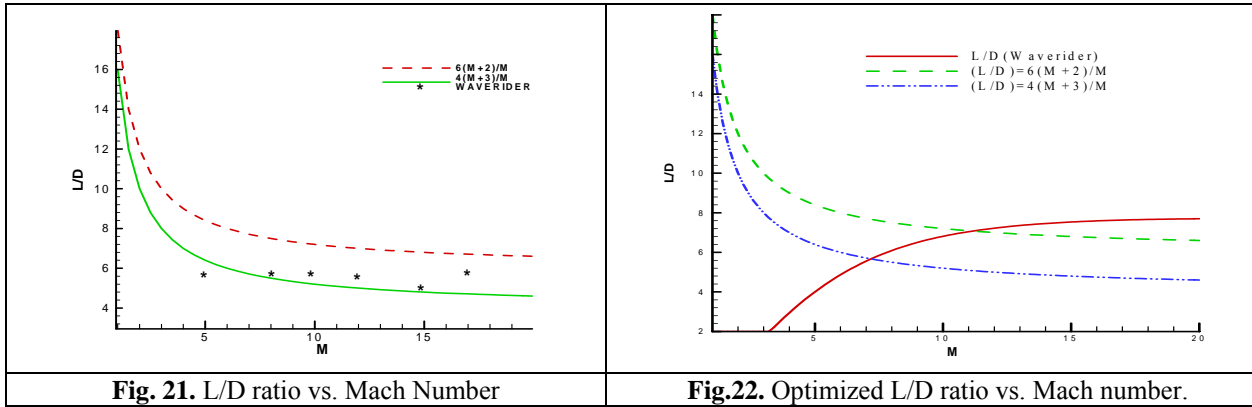 6(M+2)/M
4(M+3)/M
* WAVERIDER
16
14
12
10
8
6
4
L/D
5
10
15
M
Fig. 21. L/D ratio vs. Mach Number
L/D (Waverider)
(L/D)=6(M+2)/M
(L/D)=4(M+3)/M
14
12
10
8
6
4
2
L/D
5
10
15
20
M
Fig.22. Optimized L/D ratio vs. Mach number.